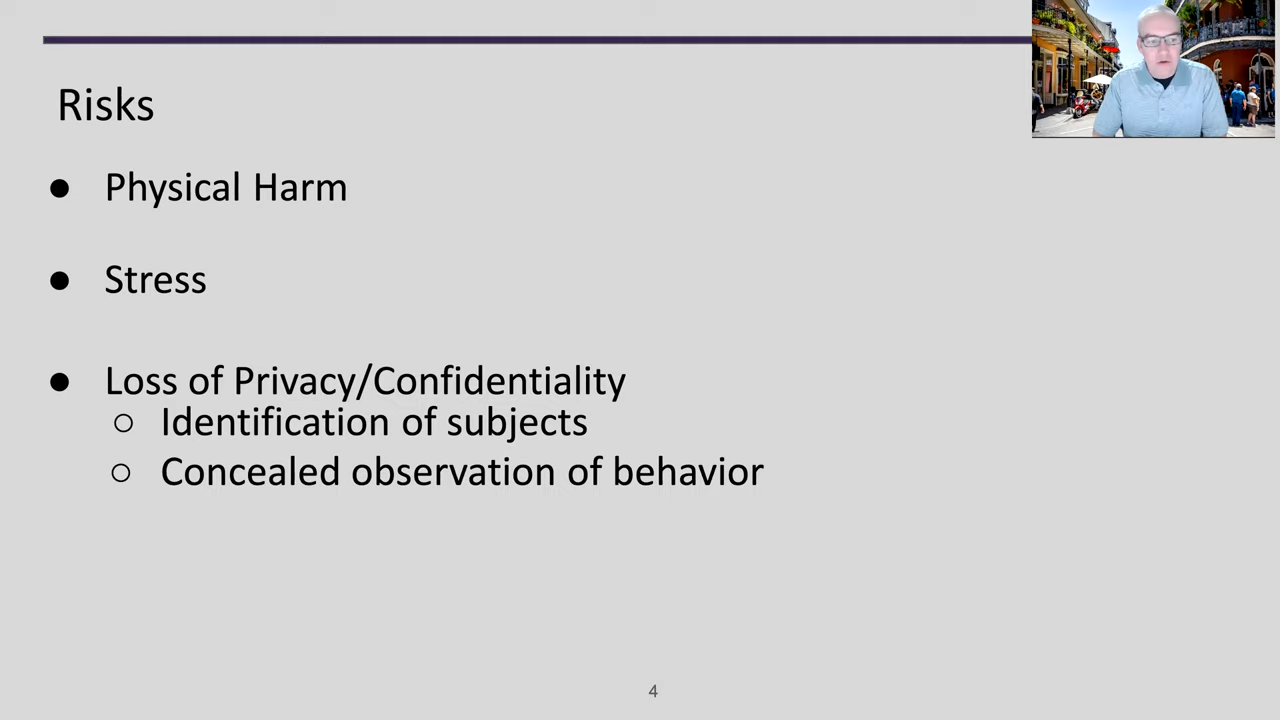 Risks
● Physical Harm
● Stress
● Loss of Privacy/Confidentiality
○ Identification of subjects
○ Concealed observation of behavior
4